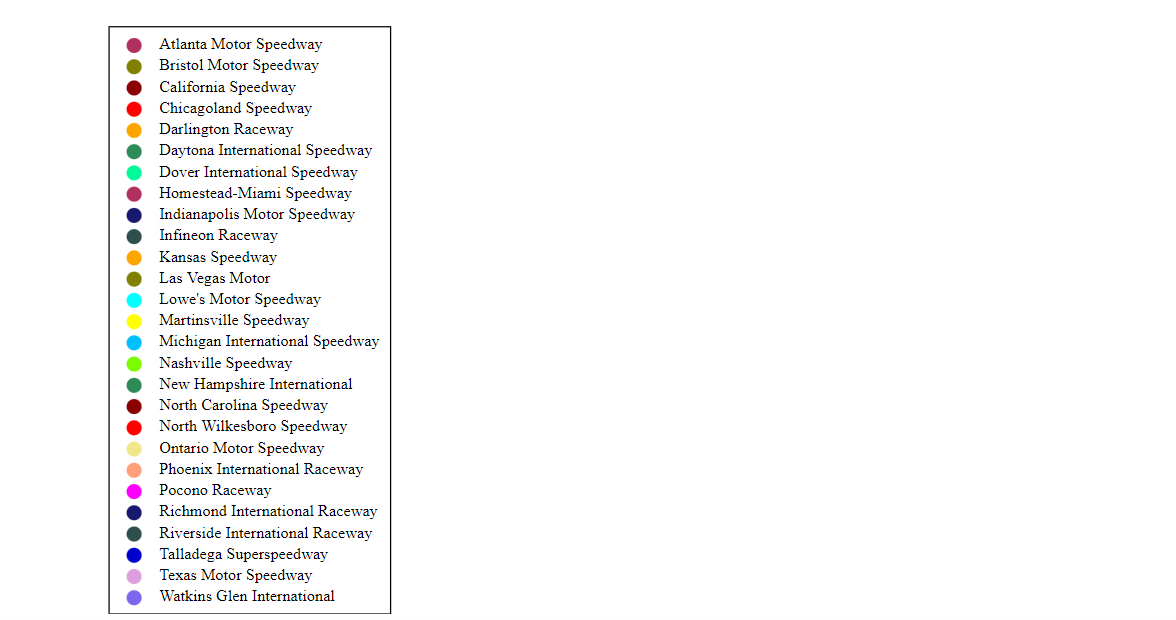 Atlanta Motor Speedway
Bristol Motor Speedway
California Speedway
Chicagoland Speedway
Darlington Raceway
Daytona International Speedway
Dover International Speedway
Homestead-Miami Speedway
Indianapolis Motor Speedway
Infineon Raceway
Kansas Speedway
Las Vegas Motor
Lowe's Motor Speedway
Martinsville Speedway
Michigan International Speedway
Nashville Speedway
New Hampshire International
North Carolina Speedway
North Wilkesboro Speedway
Ontario Motor Speedway
Phoenix International Raceway
Pocono Raceway
Richmond International Raceway
Riverside International Raceway
Talladega Superspeedway
Texas Motor Speedway
Watkins Glen International